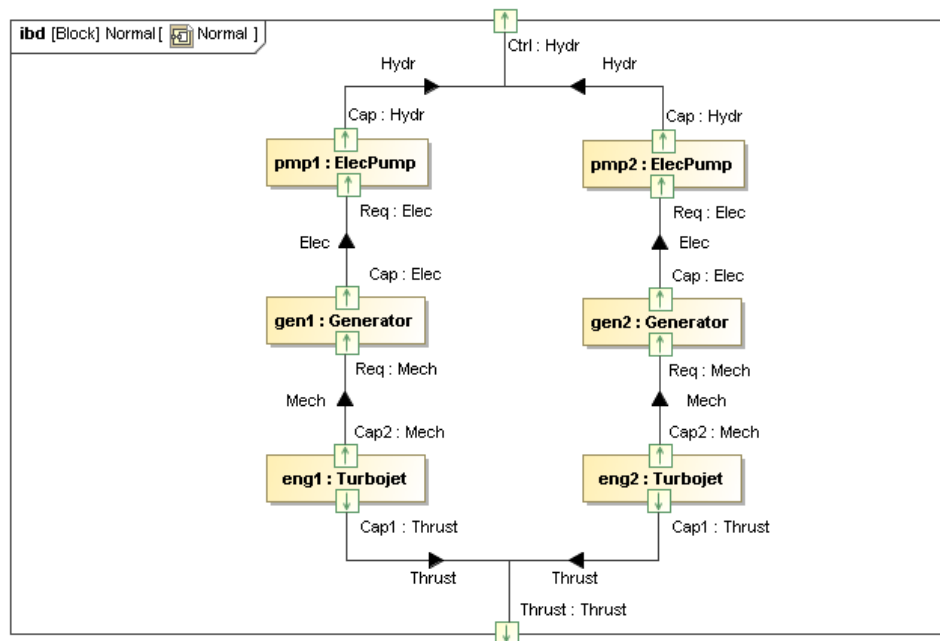 ibd [Block] Normal [ Normal ]
Ctrl : Hydr
Hydr Hydr
Cap : Hydr Cap : Hydr
pmp1 : ElecPump pmp2 : ElecPump
Req : Elec Req : Elec
Elec Elec
Cap : Elec Cap : Elec
gen1 : Generator gen2 : Generator
Req : Mech Req : Mech
Mech Mech
Cap2 : Mech Cap2 : Mech
eng1 : Turbojet eng2 : Turbojet
Cap1 : Thrust Cap1 : Thrust
Thrust Thrust
Thrust : Thrust